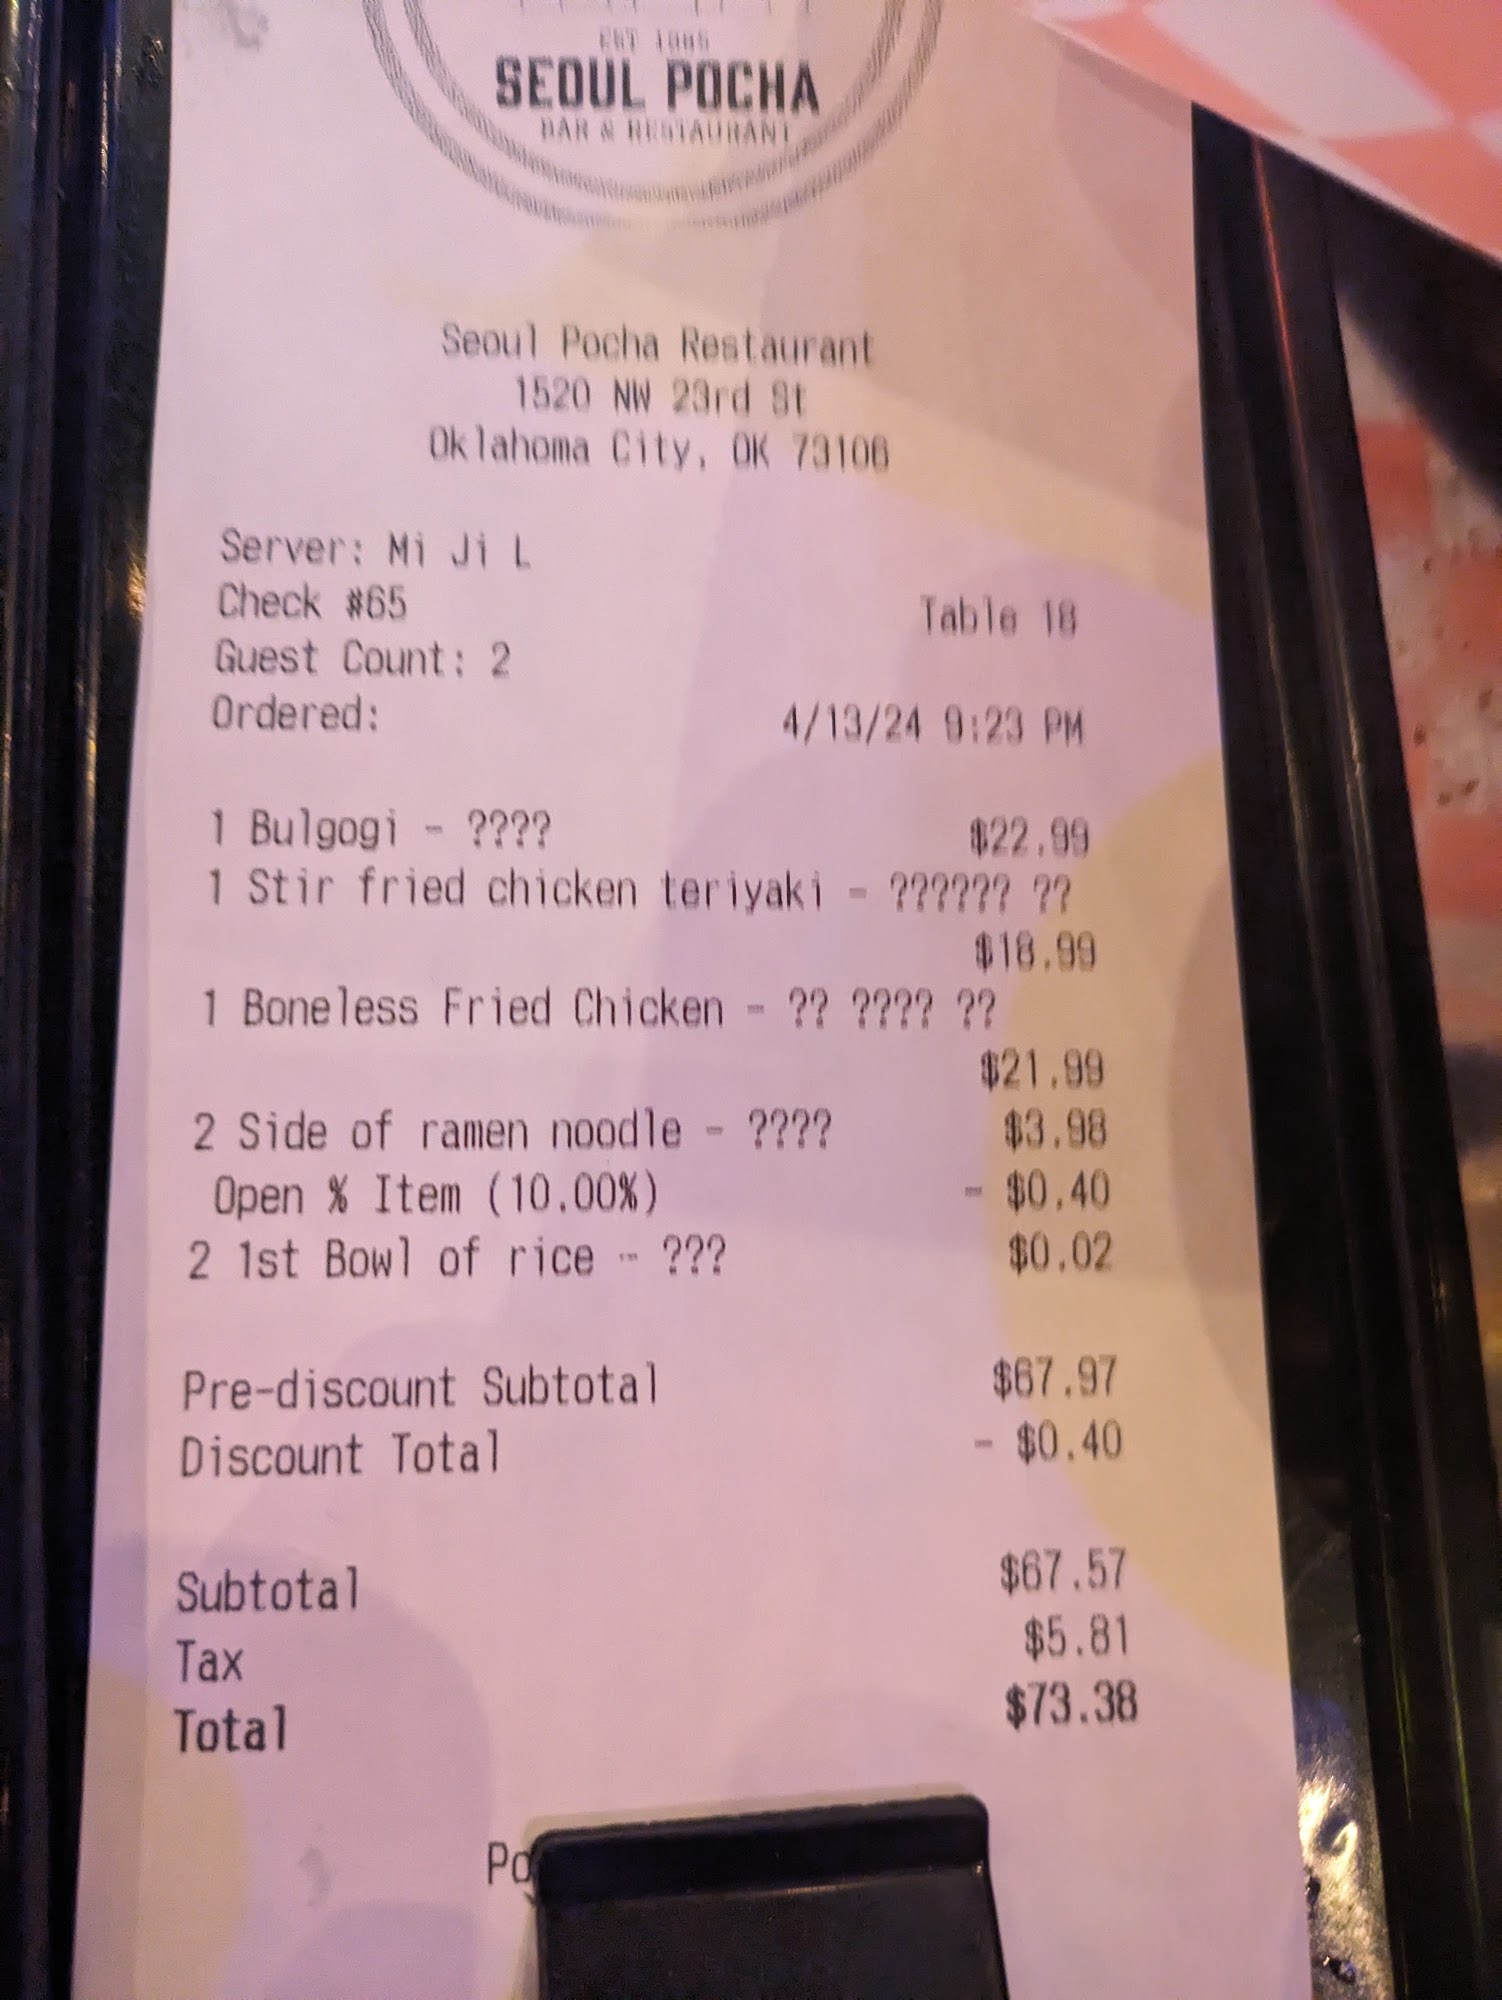 SEOUL POCHA
BAR & RESTAURANT
Seoul Pocha Restaurant
1520 NW 23rd St
Oklahoma City, OK 73106
Server: Mi Ji L
Check #65
Table 18
Guest Count: 2
Ordered: 4/13/24 9:23 PM
1 Bulgogi - ???? $22.99
1 Stir fried chicken teriyaki - ?????? ??
$18.99
1 Boneless Fried Chicken - ?? ???? ??
$21.99
2 Side of ramen noodle - ???? $3.98
Open % Item (10.00%) - $0.40
2 1st Bowl of rice - ??? $0.02
Pre-discount Subtotal $67.97
Discount Total - $0.40
Subtotal $67.57
Tax $5.81
Total $73.38